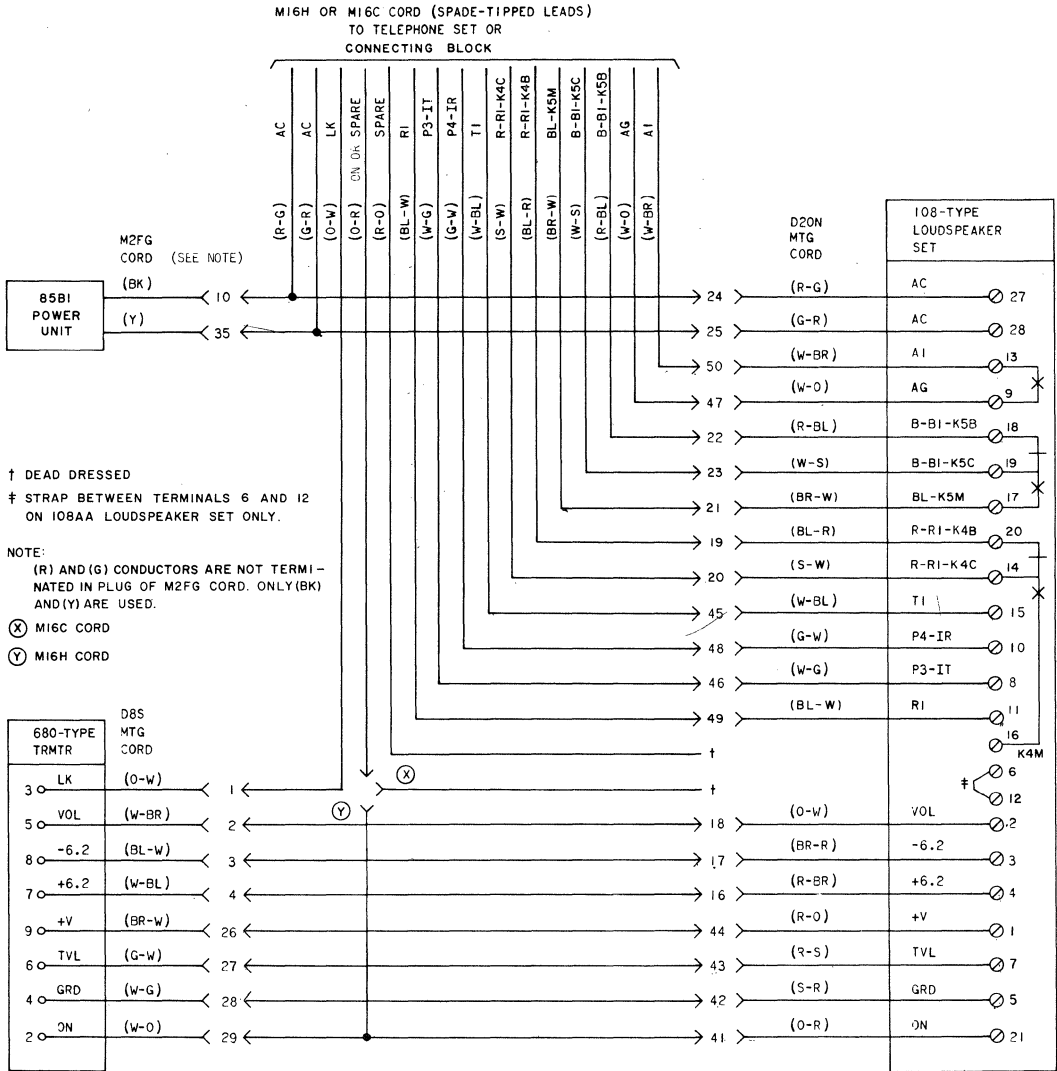 M16H OR M16C CORD (SPADE-TIPPED LEADS)
TO TELEPHONE SET OR
CONNECTING BLOCK
AC
AC
LK
ON OR SPARE
SPARE
R1
P3-1T
P4-1R
T1
R-R1-K4C
R-R1-K4B
BL-K5M
B-B1-K5C
B-B1-K5B
AG
A1
(R-G)
(G-R)
(O-W)
(O-R)
(R-O)
(BL-W)
(W-G)
(G-W)
(W-BL)
(S-W)
(BL-R)
(BR-W)
(W-S)
(R-BL)
(W-O)
(W-BR)
M2FG
CORD (SEE NOTE)
D20N
MTG
CORD
108-TYPE
LOUDSPEAKER
SET
85B1
POWER
UNIT
(BK) 10 24 (R-G) AC 27
(Y) 35 25 (G-R) AC 28
50 (W-BR) A1 13
47 (W-O) AG 9
22 (R-BL) B-B1-K5B 18
23 (W-S) B-B1-K5C 19
21 (BR-W) BL-K5M 17
19 (BL-R) R-R1-K4B 20
20 (S-W) R-R1-K4C 14
45 (W-BL) T1 15
48 (G-W) P4-1R 10
46 (W-G) P3-1T 8
49 (BL-W) R1 11
† 16
K4M
† DEAD DRESSED
‡ STRAP BETWEEN TERMINALS 6 AND 12
ON 108AA LOUDSPEAKER SET ONLY.
NOTE:
(R) AND (G) CONDUCTORS ARE NOT TERMI-
NATED IN PLUG OF M2FG CORD. ONLY (BK)
AND (Y) ARE USED.
X M16C CORD
Y M16H CORD
680-TYPE
TRMTR
D8S
MTG
CORD
X
Y
‡ 6
12
3 LK (O-W) 1 †
5 VOL (W-BR) 2 18 (O-W) VOL 2
8 -6.2 (BL-W) 3 17 (BR-R) -6.2 3
7 +6.2 (W-BL) 4 16 (R-BR) +6.2 4
9 +V (BR-W) 26 44 (R-O) +V 1
6 TVL (G-W) 27 43 (R-S) TVL 7
4 GRD (W-G) 28 42 (S-R) GRD 5
2 ON (W-O) 29 41 (O-R) ON 21